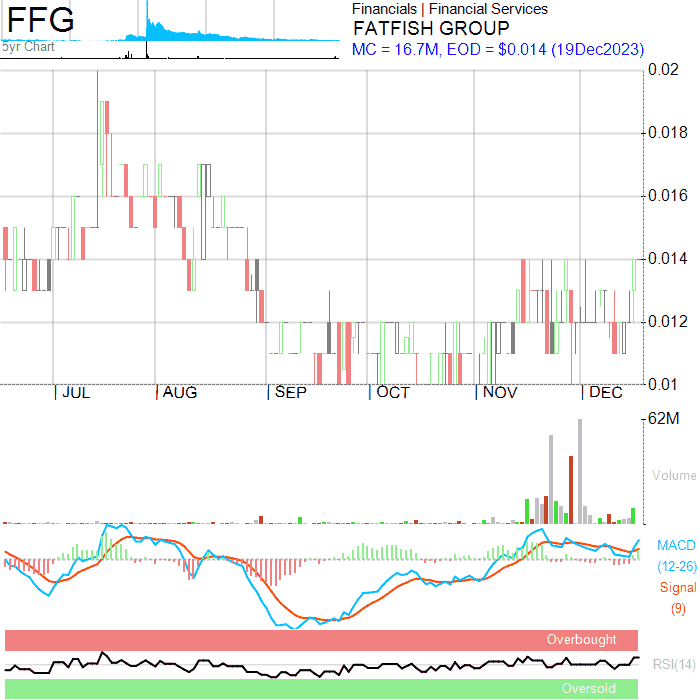 FFG
5yr Chart
Financials | Financial Services
FATFISH GROUP
MC = 16.7M, EOD = $0.014 (19Dec2023)
0.02
0.018
0.016
0.014
0.012
0.01
JUL AUG SEP OCT NOV DEC
62M
Volume
MACD
(12-26)
Signal
(9)
Overbought
RSI(14)
Oversold